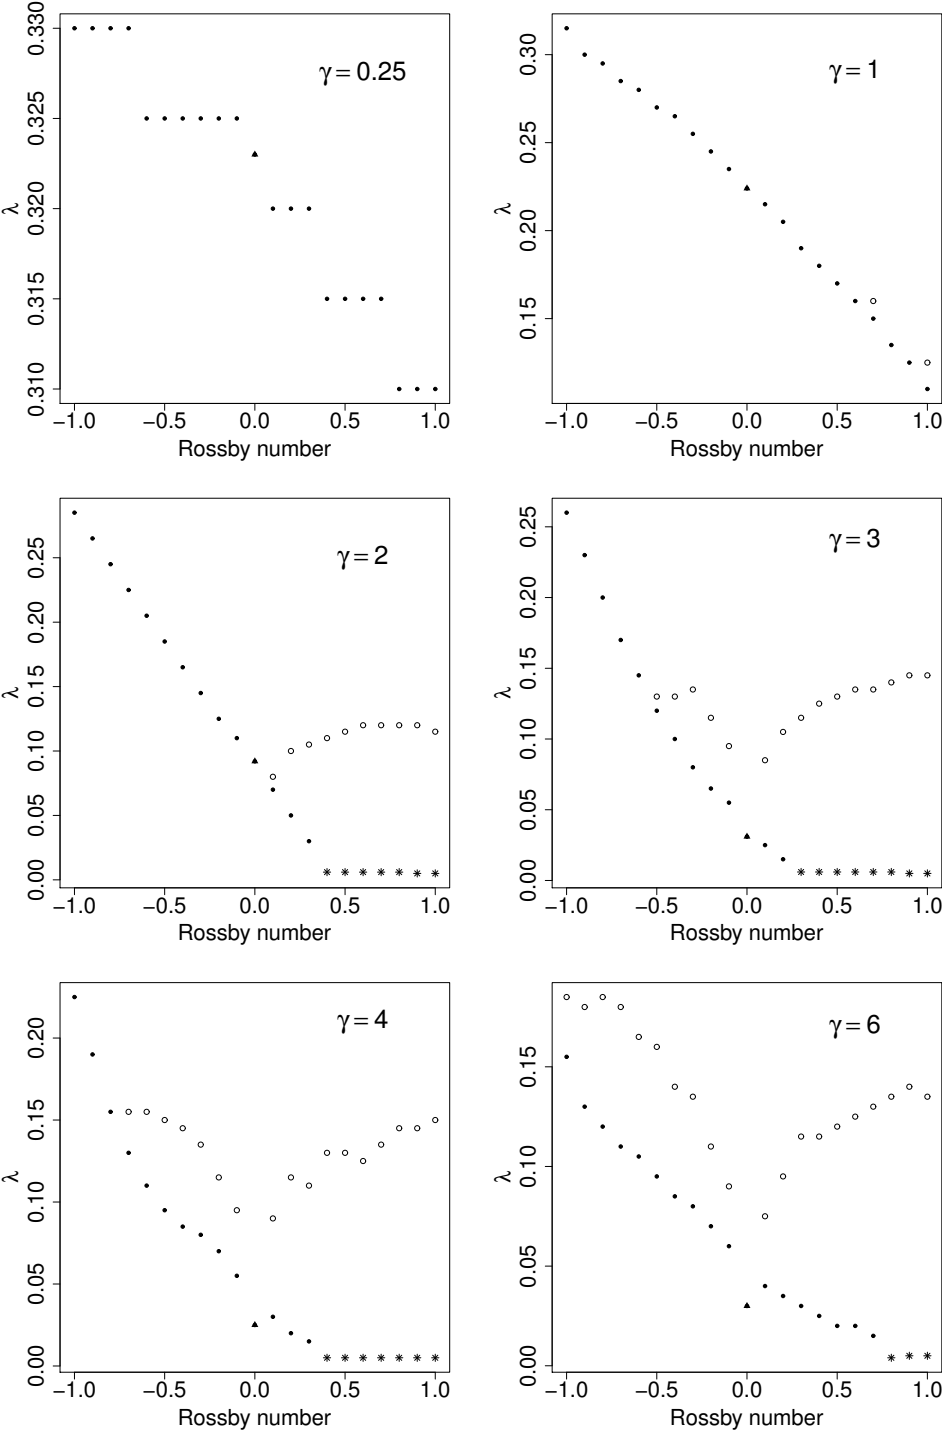 γ = 0.25
λ
0.310 0.315 0.320 0.325 0.330
−1.0 −0.5 0.0 0.5 1.0
Rossby number
γ = 1
λ
0.15 0.20 0.25 0.30
−1.0 −0.5 0.0 0.5 1.0
Rossby number
γ = 2
λ
0.00 0.05 0.10 0.15 0.20 0.25
−1.0 −0.5 0.0 0.5 1.0
Rossby number
γ = 3
λ
0.00 0.05 0.10 0.15 0.20 0.25
−1.0 −0.5 0.0 0.5 1.0
Rossby number
γ = 4
λ
0.00 0.05 0.10 0.15 0.20
−1.0 −0.5 0.0 0.5 1.0
Rossby number
γ = 6
λ
0.00 0.05 0.10 0.15
−1.0 −0.5 0.0 0.5 1.0
Rossby number